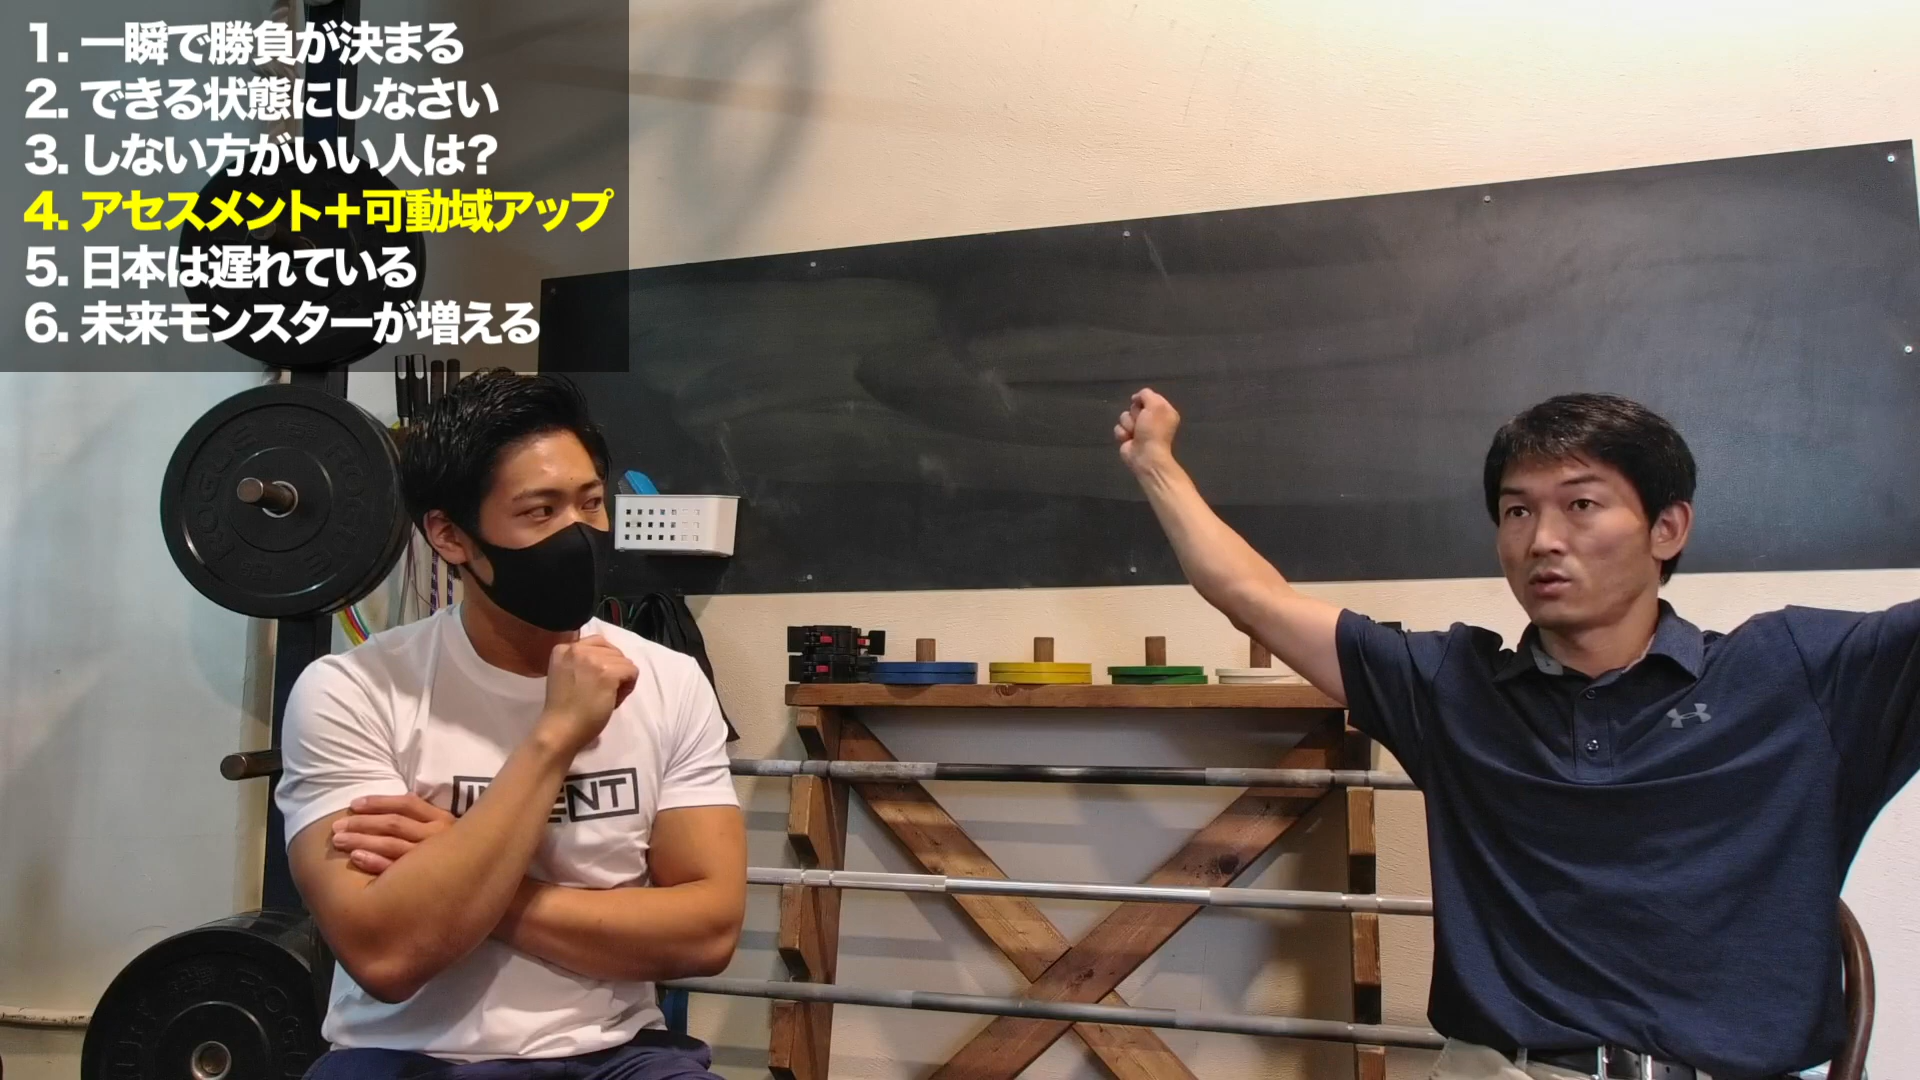 1. 一瞬で勝負が決まる
2. できる状態にしなさい
3. しない方がいい人は？
4. アセスメント＋可動域アップ
5. 日本は遅れている
6. 未来モンスターが増える
ROGUE